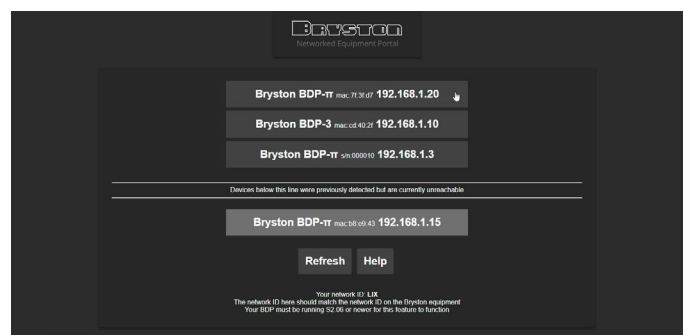 BRYSTON
Networked Equipment Portal
Bryston BDP-π mac:7f:3f:d7 192.168.1.20
Bryston BDP-3 mac:cd:40:2f 192.168.1.10
Bryston BDP-π s/n:000010 192.168.1.3
Devices below this line were previously detected but are currently unreachable
Bryston BDP-π mac:b8:e9:43 192.168.1.15
Refresh Help
Your network ID: LIX
The network ID here should match the network ID on the Bryston equipment
Your BDP must be running S2.06 or newer for this feature to function